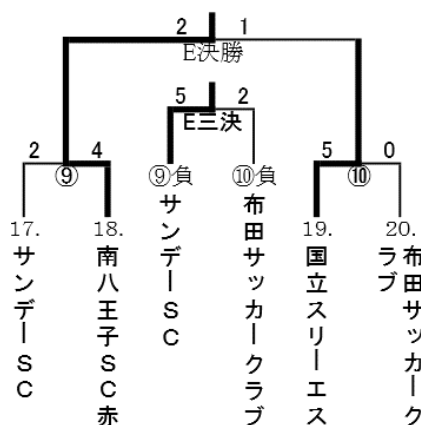 2 1
E決勝
5 2
E三決
2 4 5 0
⑨ ⑨負 ⑩負 ⑩
17.
サンデーSC
18.
南八王子SC赤
サンデーSC
布田サッカークラブ
19.
国立スリーエス
20.
布田サッカーク
ラブ